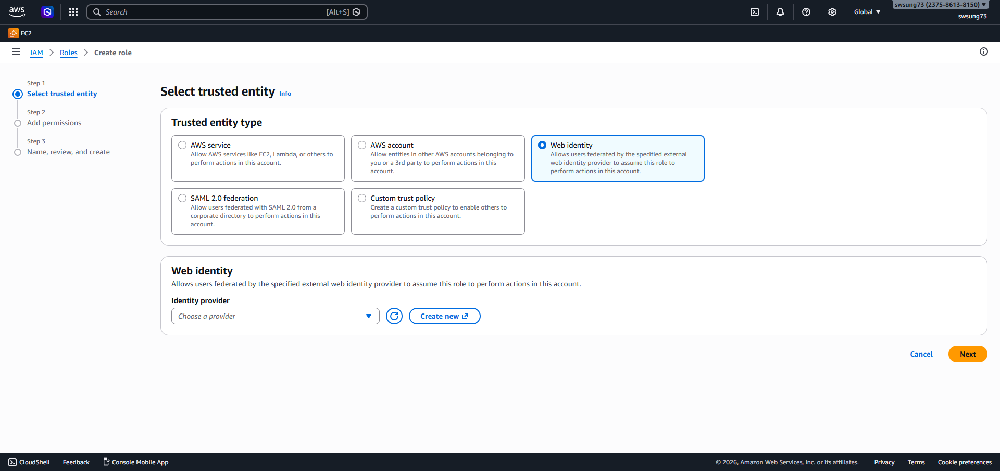 aws
Search
[Alt+S]
Global
swsung73 (2375-8613-8150)
swsung73
EC2
IAM
Roles
Create role
Step 1
Select trusted entity
Step 2
Add permissions
Step 3
Name, review, and create
Select trusted entity Info
Trusted entity type
AWS service
Allow AWS services like EC2, Lambda, or others to
perform actions in this account.
AWS account
Allow entities in other AWS accounts belonging to
you or a 3rd party to perform actions in this
account.
Web identity
Allows users federated by the specified external
web identity provider to assume this role to
perform actions in this account.
SAML 2.0 federation
Allow users federated with SAML 2.0 from a
corporate directory to perform actions in this
account.
Custom trust policy
Create a custom trust policy to enable others to
perform actions in this account.
Web identity
Allows users federated by the specified external web identity provider to assume this role to perform actions in this account.
Identity provider
Choose a provider
Create new
Cancel
Next
CloudShell
Feedback
Console Mobile App
© 2026, Amazon Web Services, Inc. or its affiliates.
Privacy
Terms
Cookie preferences